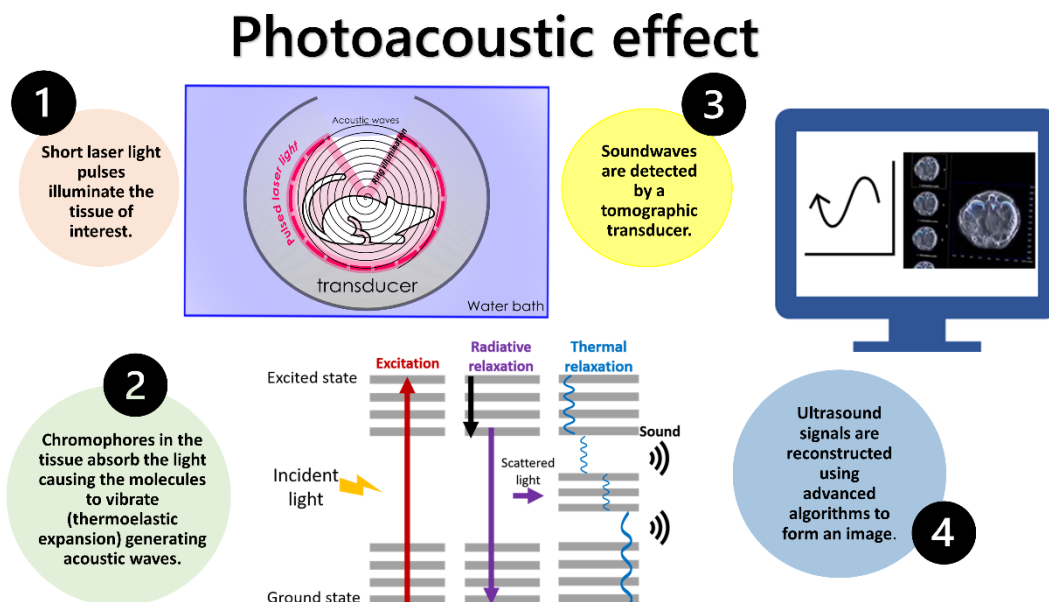 Photoacoustic effect
1
Short laser light
pulses
illuminate the
tissue of
interest.
Acoustic waves
Ring illumination
Pulsed laser light
transducer
Water bath
3
Soundwaves
are detected
by a
tomographic
transducer.
2
Chromophores in the
tissue absorb the light
causing the molecules
to vibrate
(thermoelastic
expansion) generating
acoustic waves.
Excitation
Radiative
relaxation
Thermal
relaxation
Excited state
Incident
light
Scattered
light
Sound
Ground state
Ultrasound
signals are
reconstructed
using
advanced
algorithms to
form an image.
4